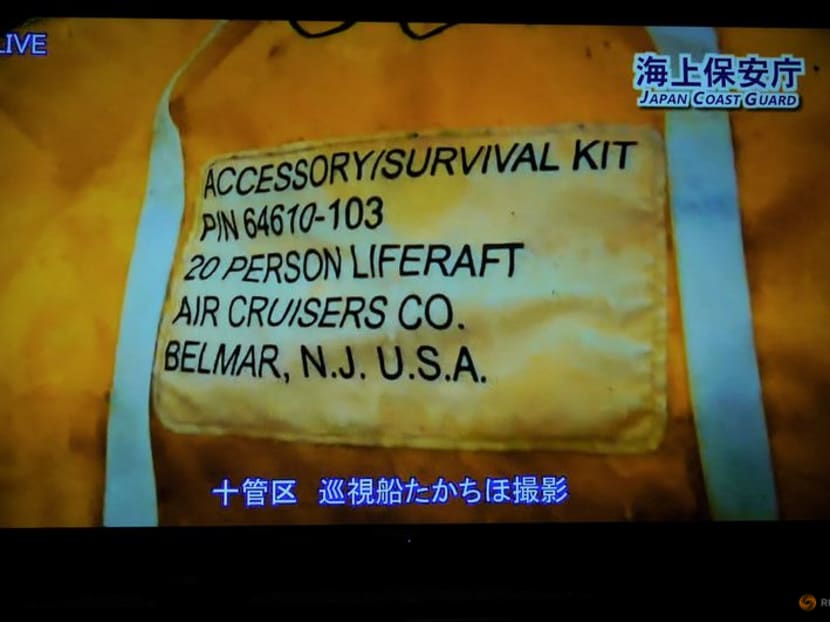 LIVE
海上保安庁
JAPAN COAST GUARD
ACCESSORY/SURVIVAL KIT
P/N 64610-103
20 PERSON LIFERAFT
AIR CRUISERS CO.
BELMAR, N.J. U.S.A.
十管区 巡視船たかちほ撮影